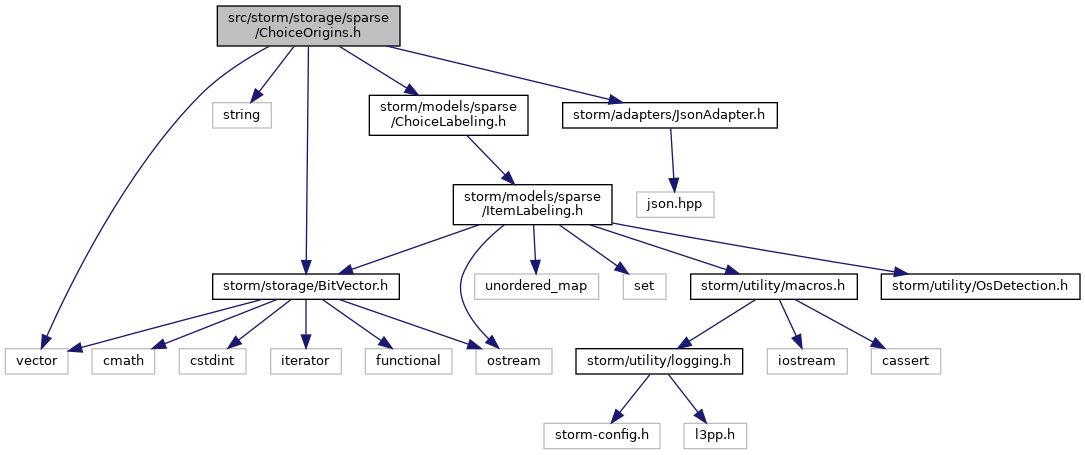 src/storm/storage/sparse
/ChoiceOrigins.h
string
storm/models/sparse
/ChoiceLabeling.h
storm/adapters/JsonAdapter.h
storm/models/sparse
/ItemLabeling.h
json.hpp
storm/storage/BitVector.h
unordered_map
set
storm/utility/macros.h
storm/utility/OsDetection.h
vector
cmath
cstdint
iterator
functional
ostream
storm/utility/logging.h
iostream
cassert
storm-config.h
l3pp.h